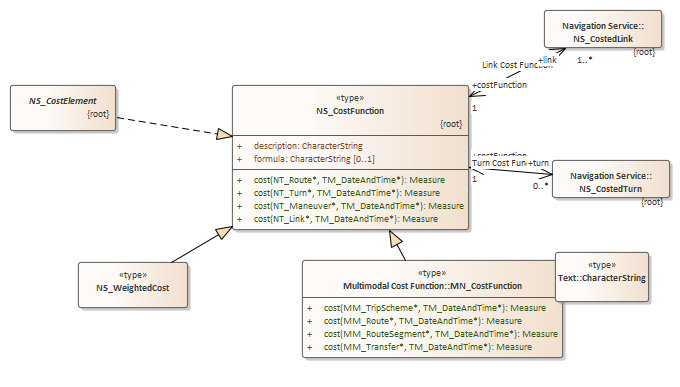 Navigation Service::
NS_CostedLink
{root}
Link Cost Function
+link
1..*
+costFunction
1
NS_CostElement
{root}
«type»
NS_CostFunction
{root}
+ description: CharacterString
+ formula: CharacterString [0..1]
+ cost(NT_Route*, TM_DateAndTime*): Measure
+ cost(NT_Turn*, TM_DateAndTime*): Measure
+ cost(NT_Maneuver*, TM_DateAndTime*): Measure
+ cost(NT_Link*, TM_DateAndTime*): Measure
+costFunction
Turn Cost Fun
+turn
1
0..*
Navigation Service::
NS_CostedTurn
{root}
«type»
NS_WeightedCost
«type»
Multimodal Cost Function::MN_CostFunction
+ cost(MM_TripScheme*, TM_DateAndTime*): Measure
+ cost(MM_Route*, TM_DateAndTime*): Measure
+ cost(MM_RouteSegment*, TM_DateAndTime*): Measure
+ cost(MM_Transfer*, TM_DateAndTime*): Measure
«type»
Text::CharacterString